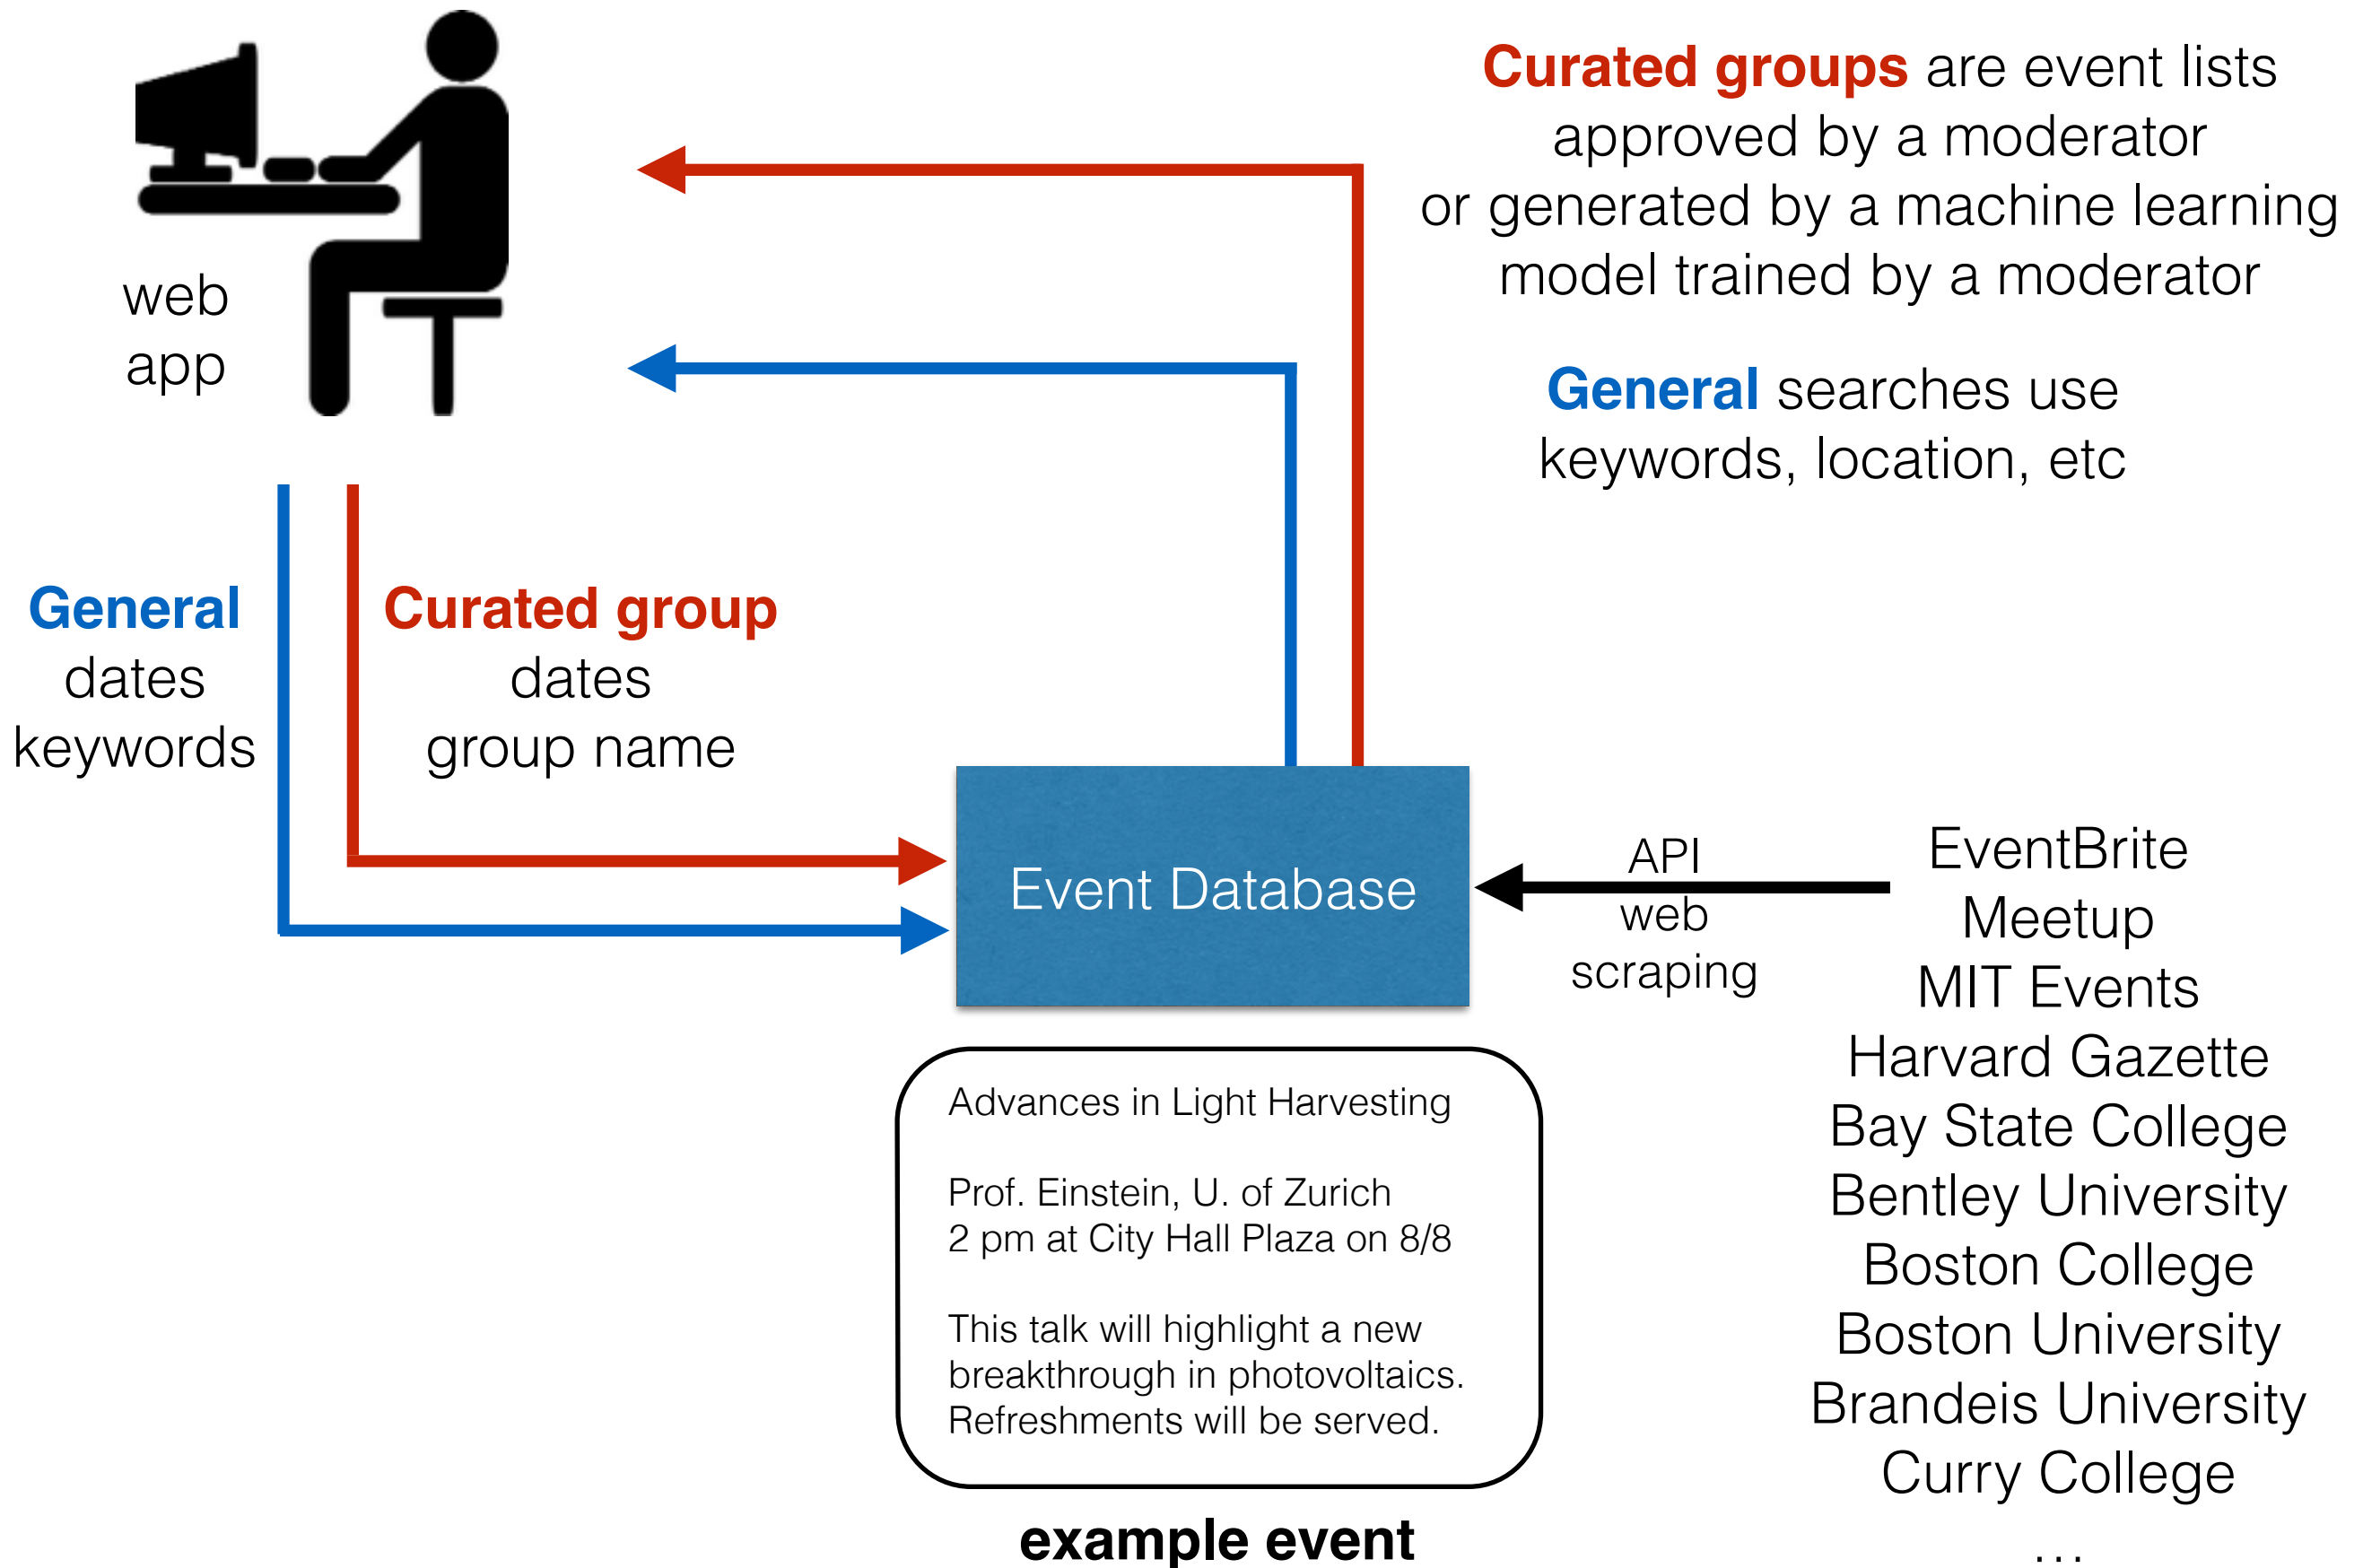 Curated groups are event lists
approved by a moderator
or generated by a machine learning
model trained by a moderator
General searches use
keywords, location, etc
web
app
General
dates
keywords
Curated group
dates
group name
Event Database
API
web
scraping
EventBrite
Meetup
MIT Events
Harvard Gazette
Bay State College
Bentley University
Boston College
Boston University
Brandeis University
Curry College
...
Advances in Light Harvesting
Prof. Einstein, U. of Zurich
2 pm at City Hall Plaza on 8/8
This talk will highlight a new
breakthrough in photovoltaics.
Refreshments will be served.
example event